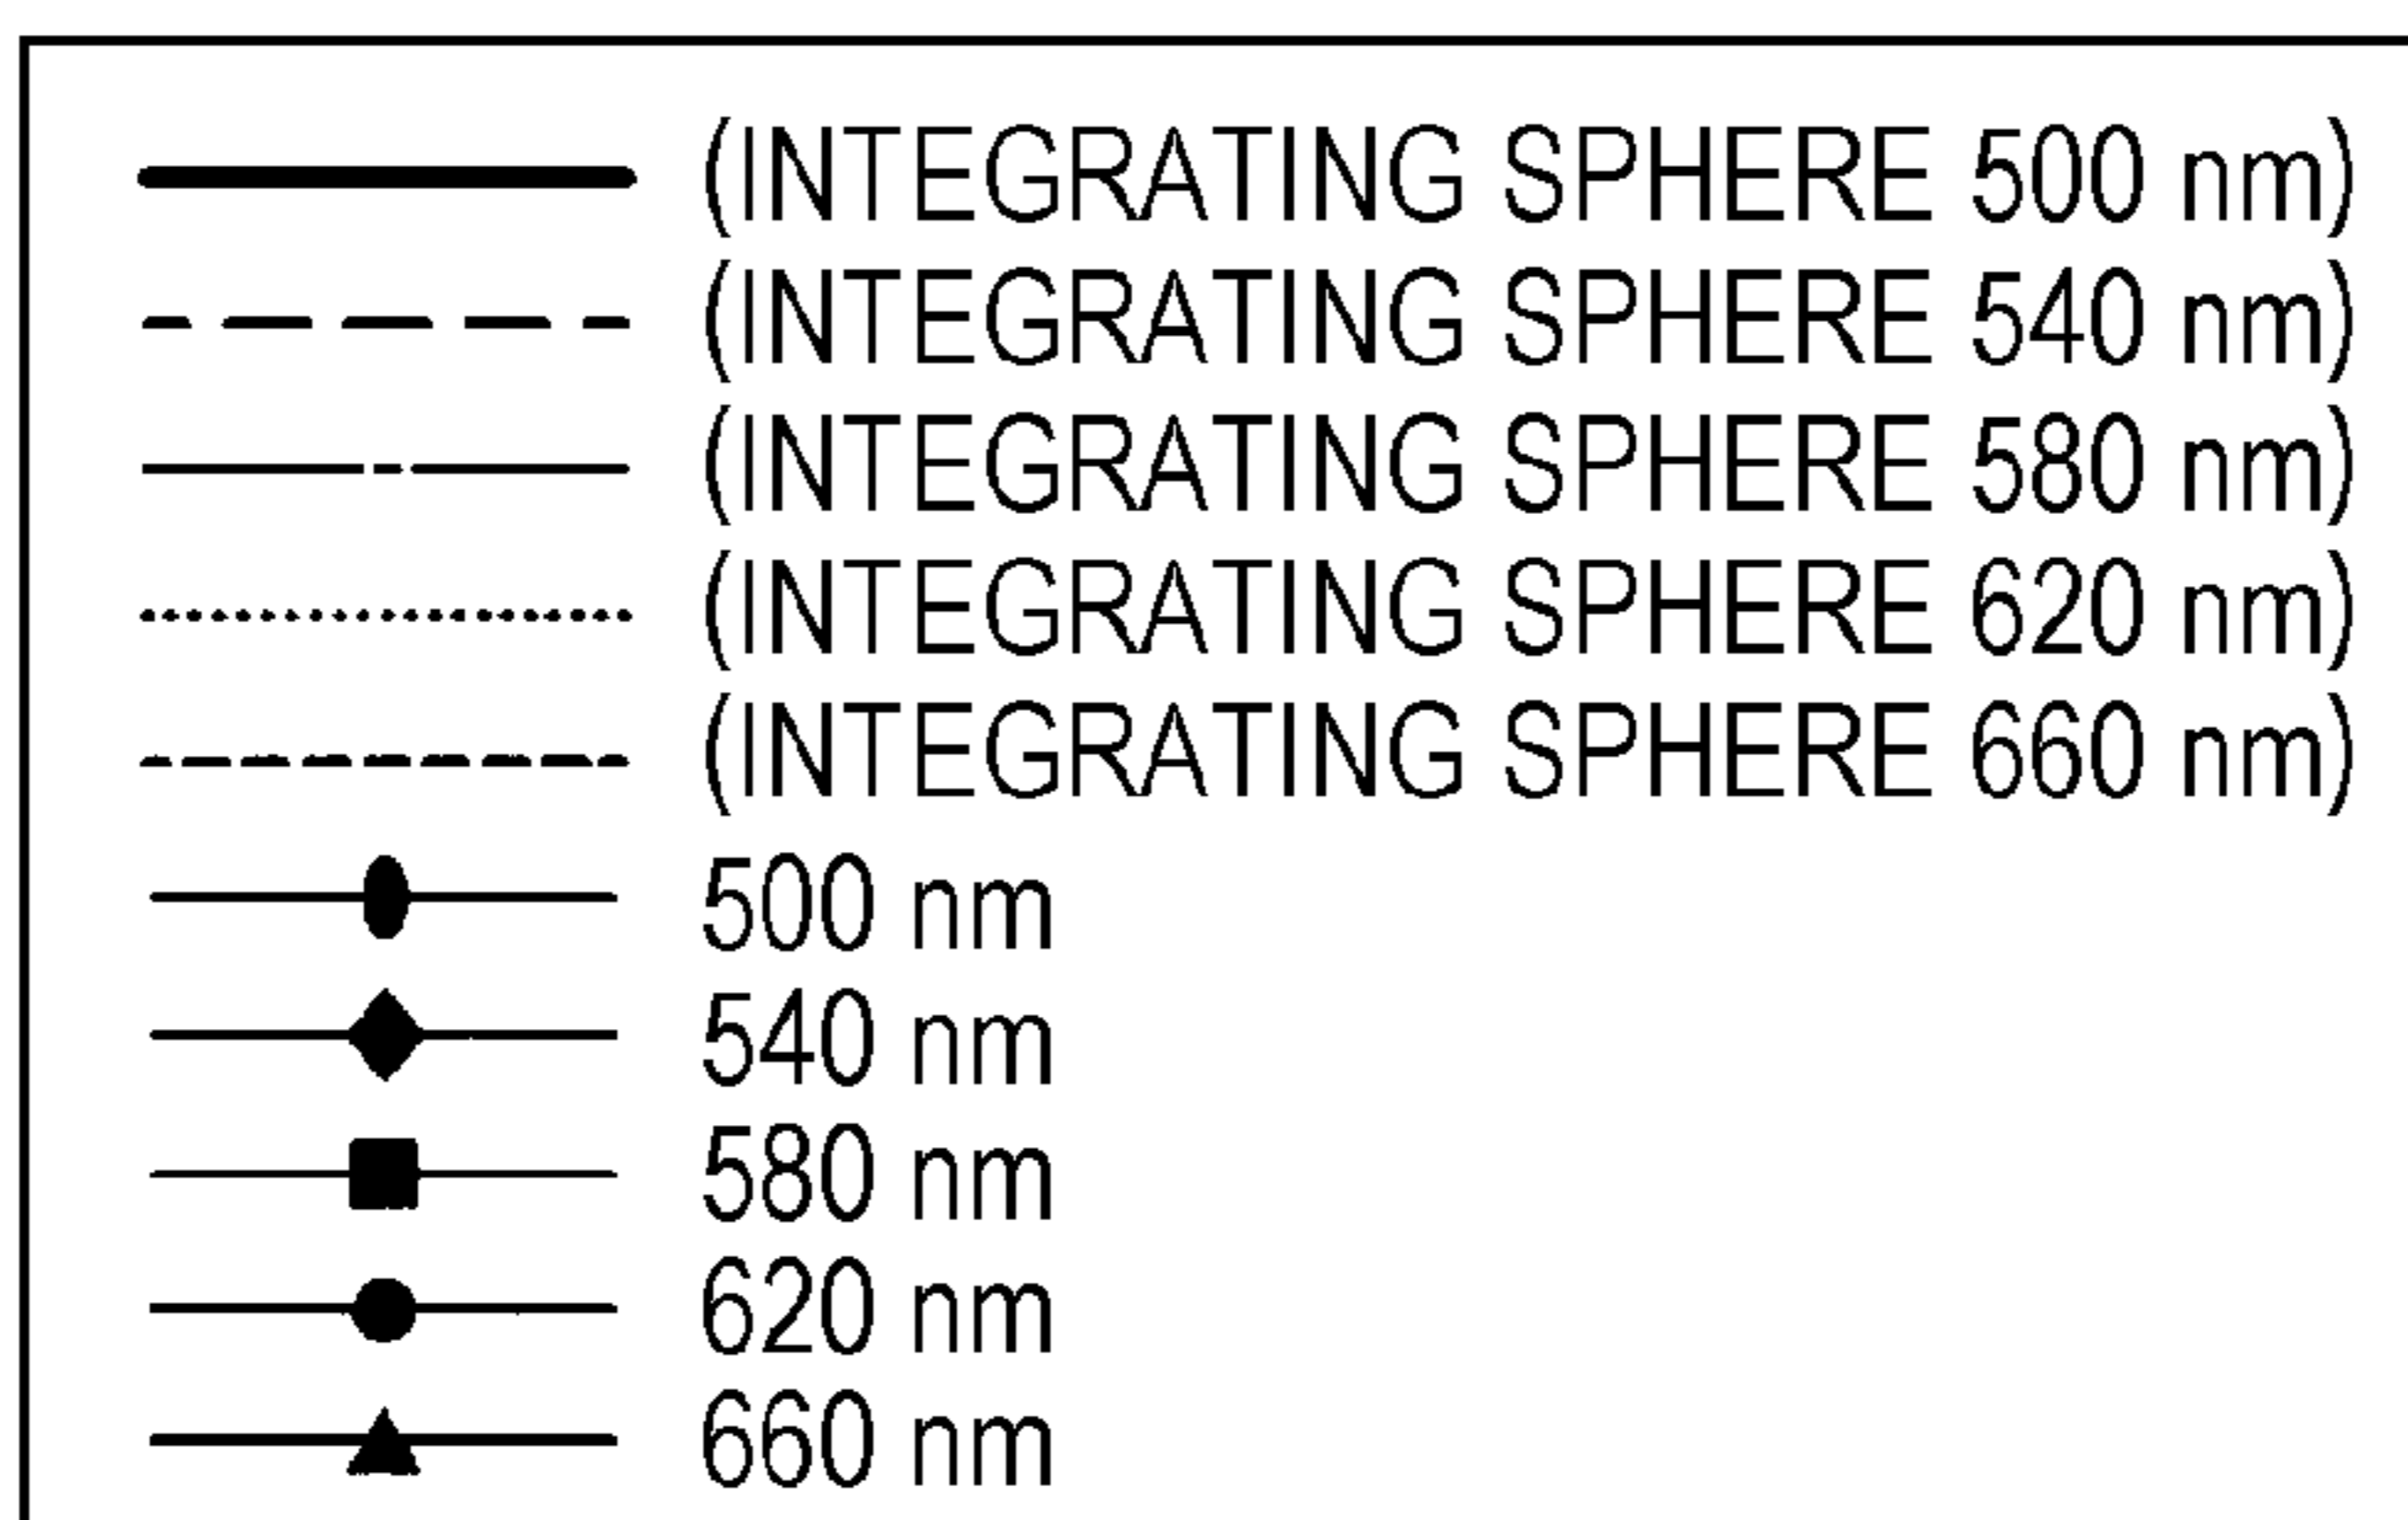 (INTEGRATING SPHERE 500 nm)
(INTEGRATING SPHERE 540 nm)
(INTEGRATING SPHERE 580 nm)
(INTEGRATING SPHERE 620 nm)
(INTEGRATING SPHERE 660 nm)
500 nm
540 nm
580 nm
620 nm
660 nm